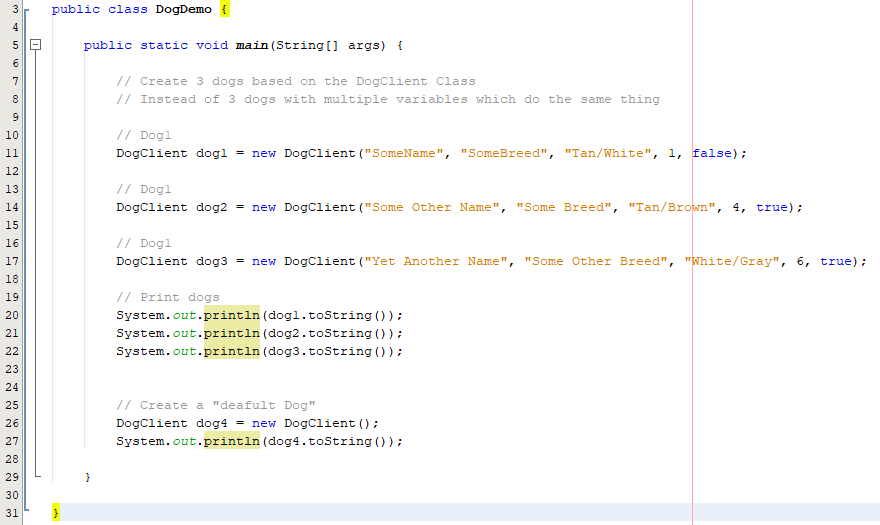 3 public class DogDemo {
4
5 public static void main(String[] args) {
6
7 // Create 3 dogs based on the DogClient Class
8 // Instead of 3 dogs with multiple variables which do the same thing
9
10 // Dog1
11 DogClient dog1 = new DogClient("SomeName", "SomeBreed", "Tan/White", 1, false);
12
13 // Dog1
14 DogClient dog2 = new DogClient("Some Other Name", "Some Breed", "Tan/Brown", 4, true);
15
16 // Dog1
17 DogClient dog3 = new DogClient("Yet Another Name", "Some Other Breed", "White/Gray", 6, true);
18
19 // Print dogs
20 System.out.println(dog1.toString());
21 System.out.println(dog2.toString());
22 System.out.println(dog3.toString());
23
24
25 // Create a "deafult Dog"
26 DogClient dog4 = new DogClient();
27 System.out.println(dog4.toString());
28
29 }
30
31 }